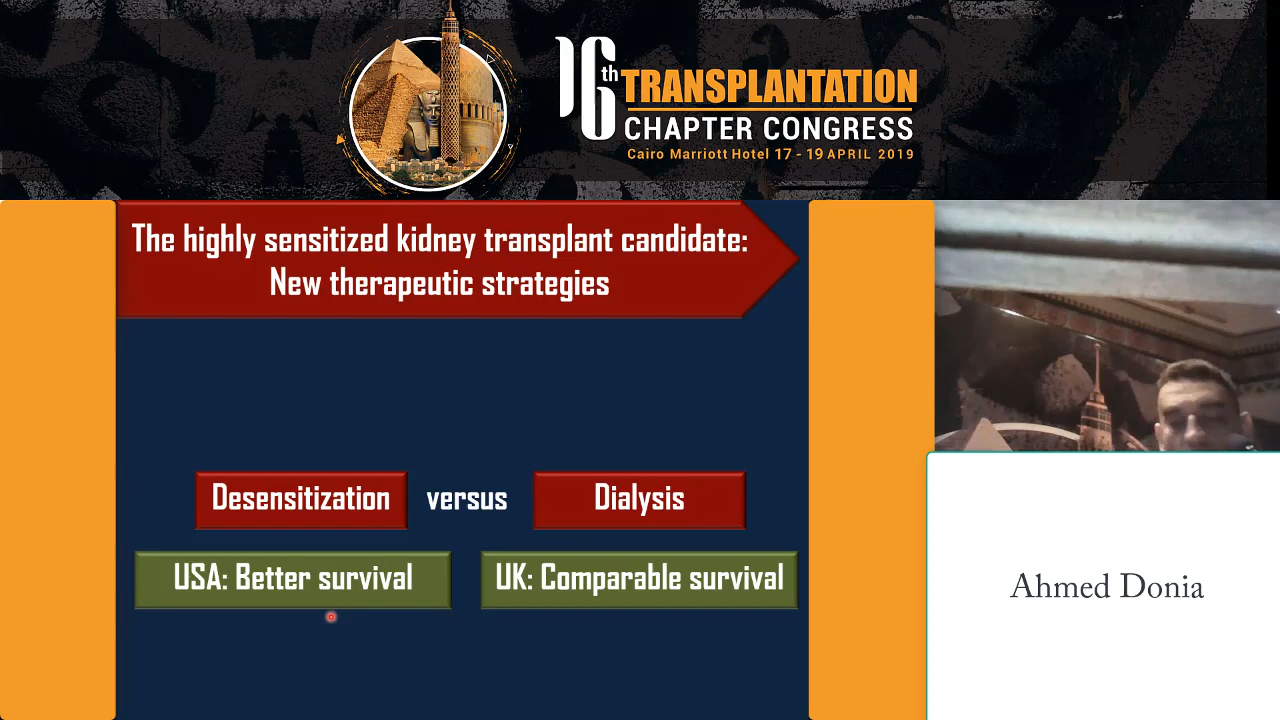 16th TRANSPLANTATION
CHAPTER CONGRESS
Cairo Marriott Hotel 17 - 19 APRIL 2019
The highly sensitized kidney transplant candidate:
New therapeutic strategies
Desensitization versus Dialysis
USA: Better survival UK: Comparable survival
Ahmed Donia